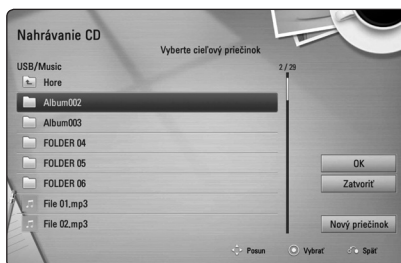 Nahrávanie CD
Vyberte cieľový priečinok
USB/Music
2 / 29
Hore
Album002
Album003
FOLDER 04
FOLDER 05
FOLDER 06
File 01.mp3
File 02.mp3
OK
Zatvoriť
Nový priečinok
Posun
Vybrať
Späť